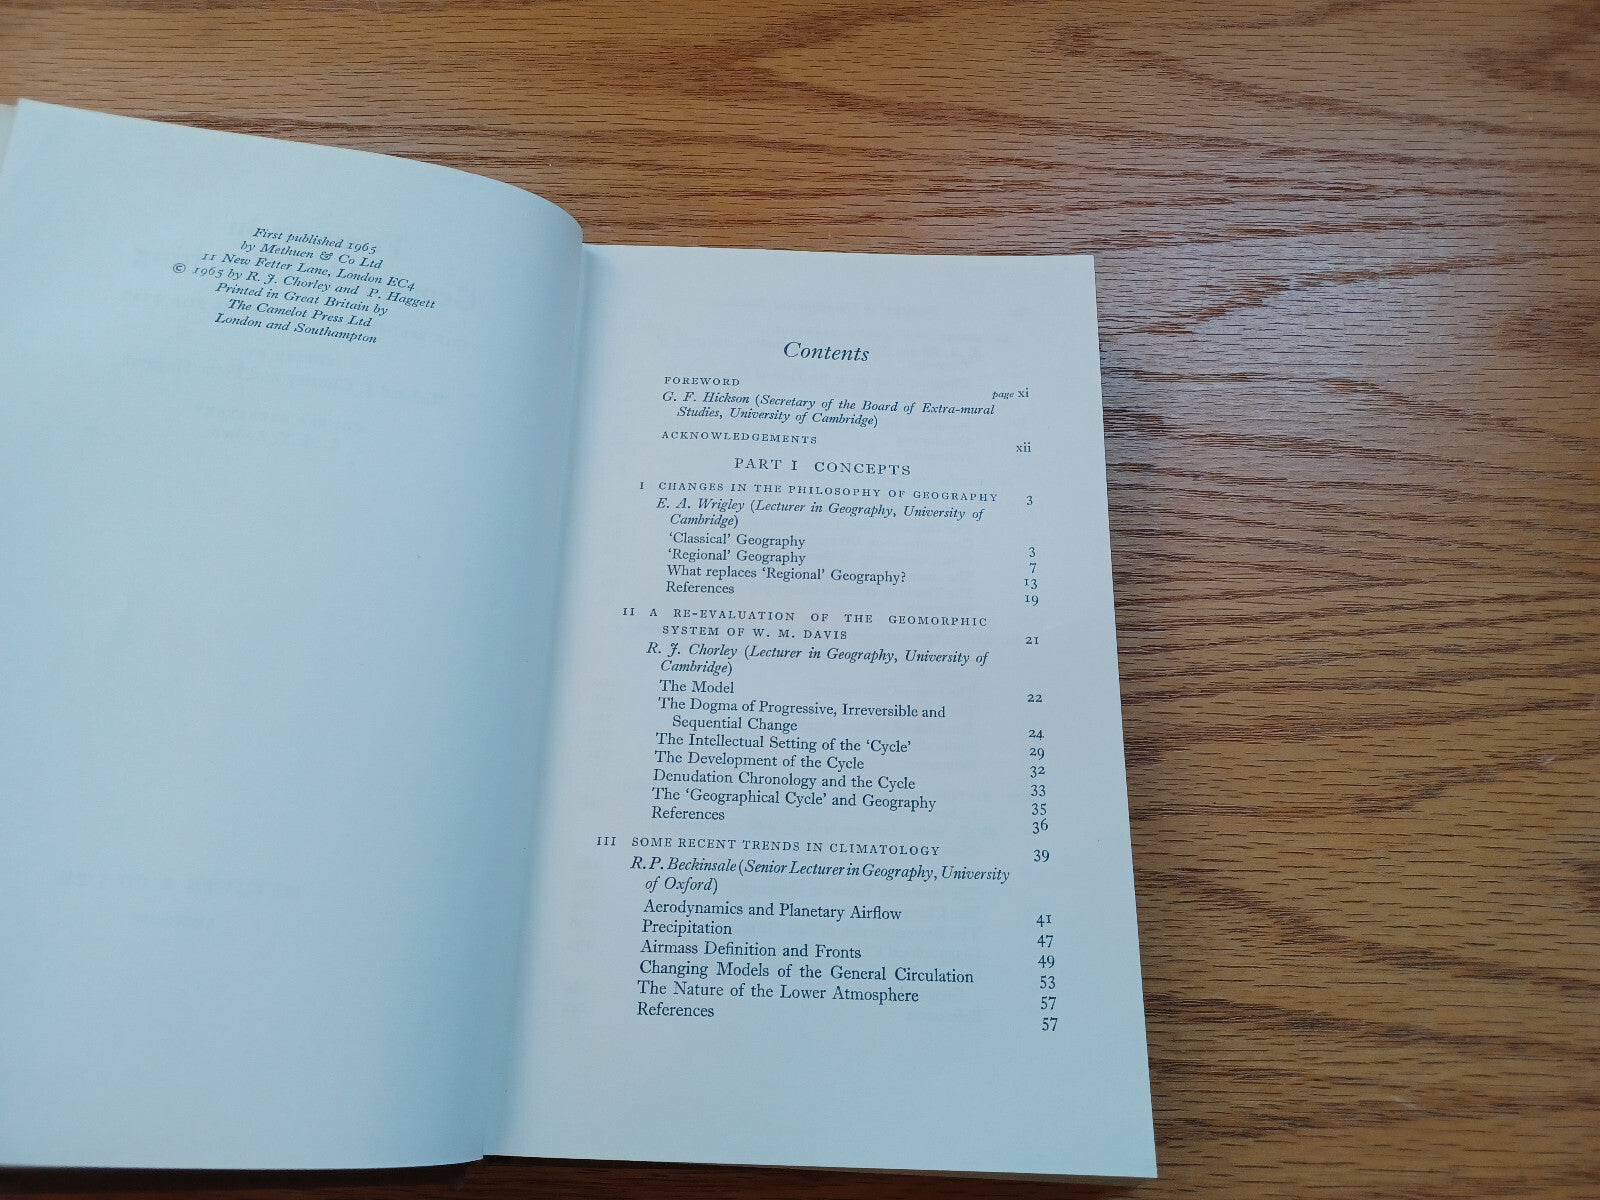 First published 1965
by Methuen & Co Ltd
11 New Fetter Lane, London EC4
© 1965 by R. J. Chorley and P. Haggett
Printed in Great Britain by
The Camelot Press Ltd
London and Southampton
Contents
FOREWORD page xi
G. F. Hickson (Secretary of the Board of Extra-mural
Studies, University of Cambridge)
ACKNOWLEDGEMENTS xii
PART I CONCEPTS
I CHANGES IN THE PHILOSOPHY OF GEOGRAPHY 3
E. A. Wrigley (Lecturer in Geography, University of
Cambridge)
‘Classical’ Geography 3
‘Regional’ Geography 7
What replaces ‘Regional’ Geography? 13
References 19
II A RE-EVALUATION OF THE GEOMORPHIC
SYSTEM OF W. M. DAVIS 21
R. J. Chorley (Lecturer in Geography, University of
Cambridge)
The Model 22
The Dogma of Progressive, Irreversible and
Sequential Change 24
The Intellectual Setting of the ‘Cycle’ 29
The Development of the Cycle 32
Denudation Chronology and the Cycle 33
The ‘Geographical Cycle’ and Geography 35
References 36
III SOME RECENT TRENDS IN CLIMATOLOGY 39
R. P. Beckinsale (Senior Lecturer in Geography, University
of Oxford)
Aerodynamics and Planetary Airflow 41
Precipitation 47
Airmass Definition and Fronts 49
Changing Models of the General Circulation 53
The Nature of the Lower Atmosphere 57
References 57